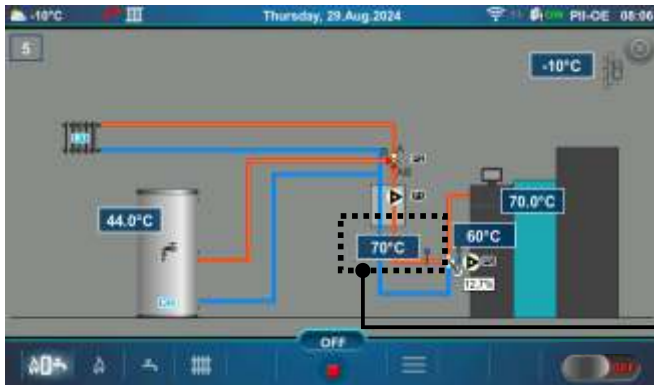 -10°C Thursday, 29.Aug.2024 PII-OE 08:06
5
-10°C
A
AB
44.0°C
70.0°C
60°C
70°C
12,7%
OFF
OFF